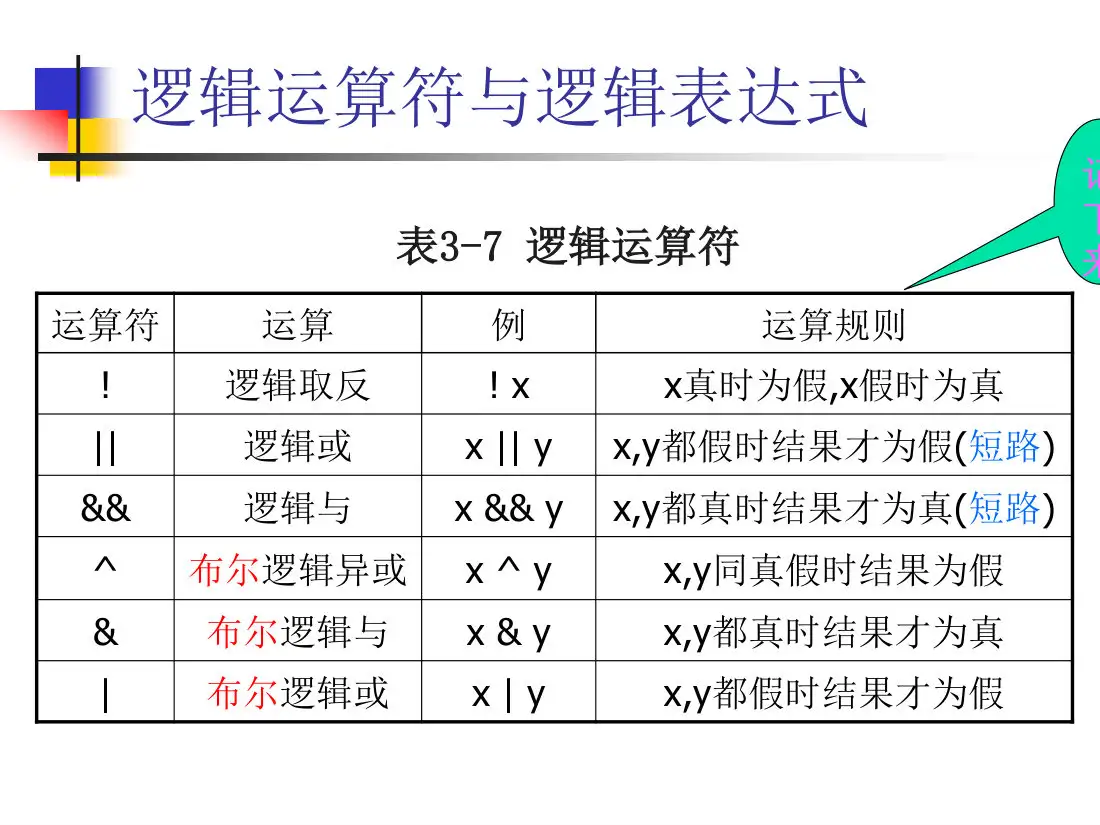 逻辑运算符与逻辑表达式
记
下
来
表3-7 逻辑运算符
运算符 运算 例 运算规则
! 逻辑取反 ! x x真时为假,x假时为真
|| 逻辑或 x || y x,y都假时结果才为假(短路)
&& 逻辑与 x && y x,y都真时结果才为真(短路)
^ 布尔逻辑异或 x ^ y x,y同真假时结果为假
& 布尔逻辑与 x & y x,y都真时结果才为真
| 布尔逻辑或 x | y x,y都假时结果才为假